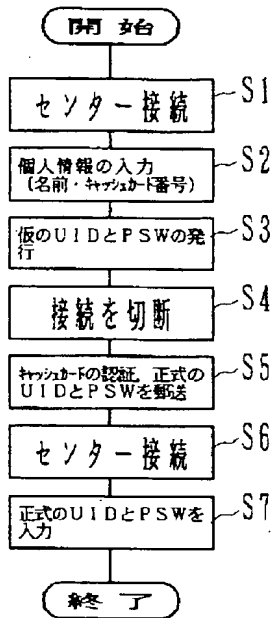 開始
センター接続
S1
個人情報の入力
(名前・キャッシュカード番号)
S2
仮のUIDとPSWの発
行
S3
接続を切断
S4
キャッシュカードの認証、正式の
UIDとPSWを郵送
S5
センター接続
S6
正式のUIDとPSWを
入力
S7
終了